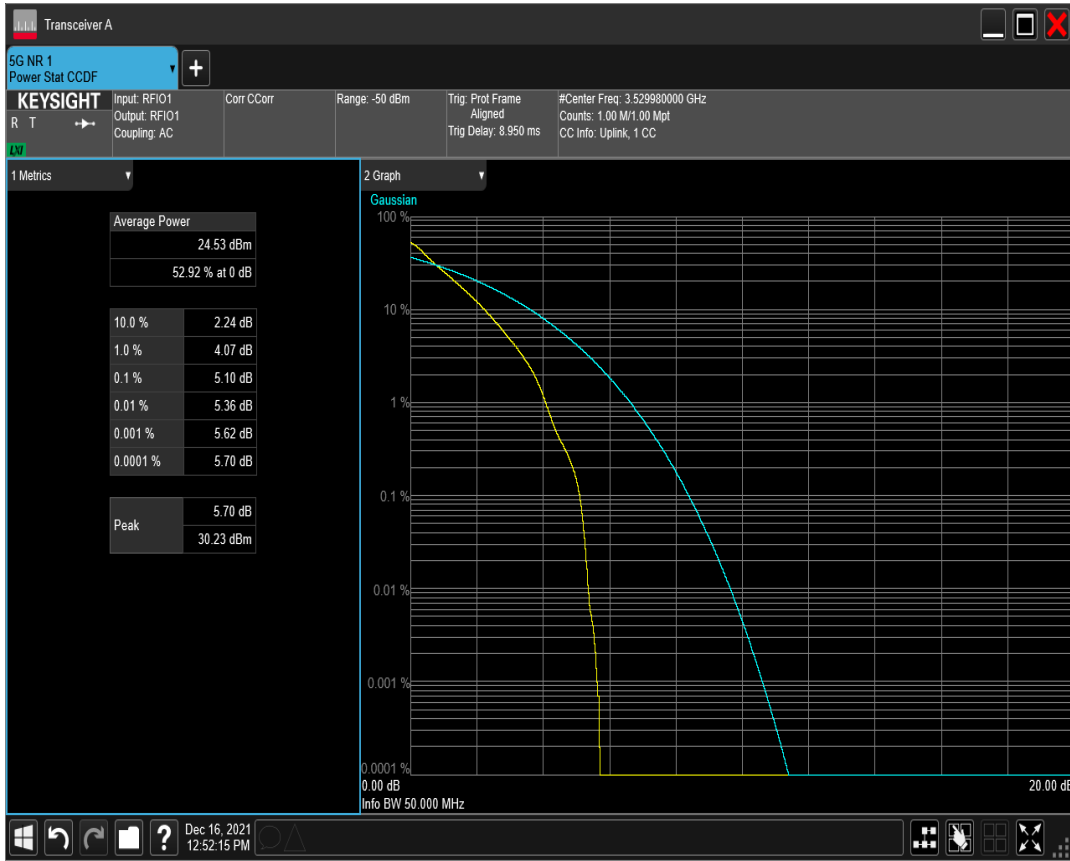 Transceiver A
5G NR 1
Power Stat CCDF
+
KEYSIGHT
R T
LXI
Input: RFIO1
Output: RFIO1
Coupling: AC
Corr CCorr
Range: -50 dBm
Trig: Prot Frame
Aligned
Trig Delay: 8.950 ms
#Center Freq: 3.529980000 GHz
Counts: 1.00 M/1.00 Mpt
CC Info: Uplink, 1 CC
1 Metrics
Average Power
24.53 dBm
52.92 % at 0 dB
10.0 % 2.24 dB
1.0 % 4.07 dB
0.1 % 5.10 dB
0.01 % 5.36 dB
0.001 % 5.62 dB
0.0001 % 5.70 dB
Peak
5.70 dB
30.23 dBm
2 Graph
Gaussian
100 %
10 %
1 %
0.1 %
0.01 %
0.001 %
0.0001 %
0.00 dB
20.00 dB
Info BW 50.000 MHz
?
Dec 16, 2021
12:52:15 PM